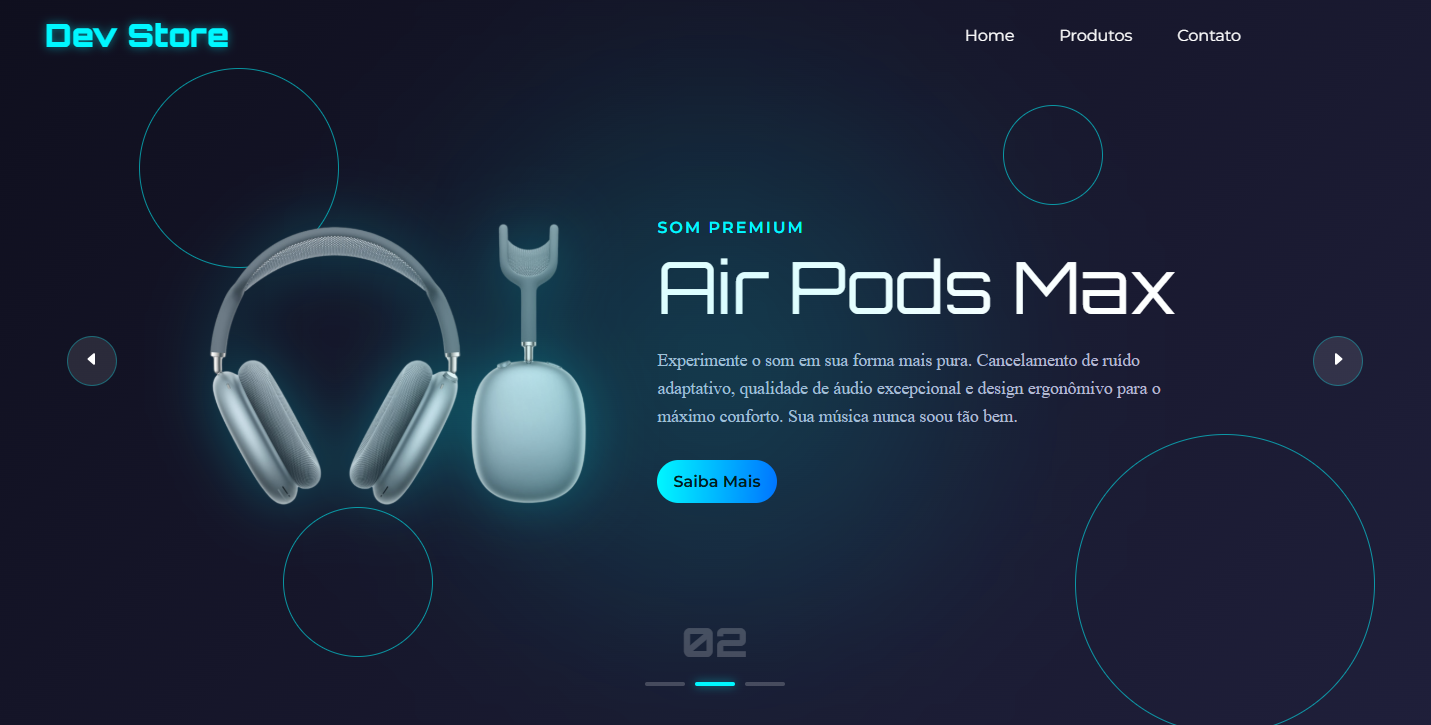 Dev Store
Home
Produtos
Contato
SOM PREMIUM
Air Pods Max
Experimente o som em sua forma mais pura. Cancelamento de ruído
adaptativo, qualidade de áudio excepcional e design ergonômivo para o
máximo conforto. Sua música nunca soou tão bem.
Saiba Mais
02